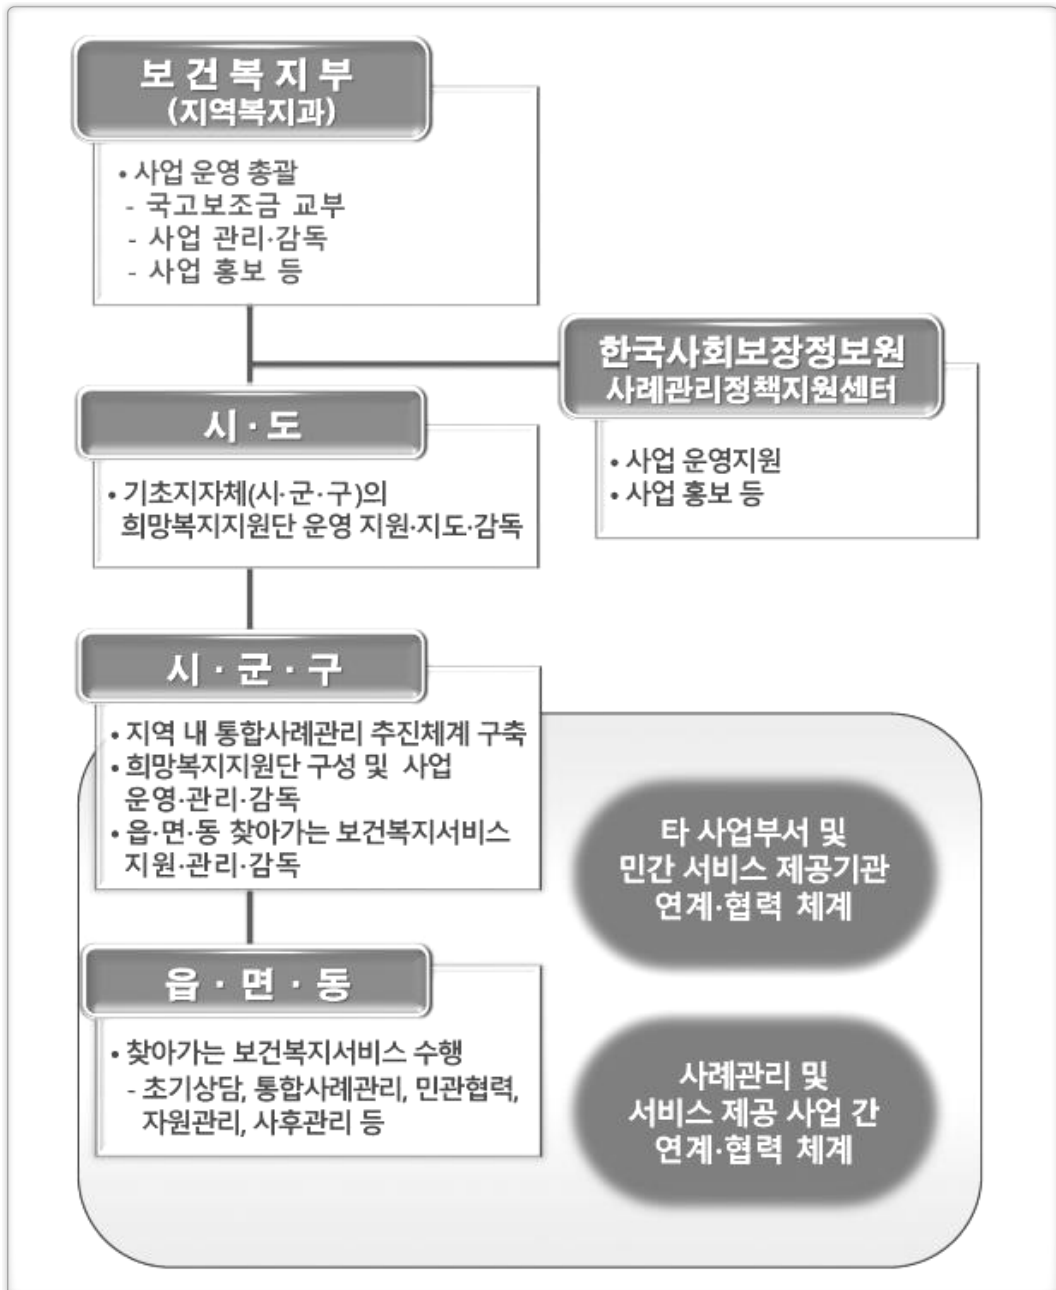 보건복지부
(지역복지과)
• 사업 운영 총괄
- 국고보조금 교부
- 사업 관리·감독
- 사업 홍보 등
한국사회보장정보원
사례관리정책지원센터
• 사업 운영지원
• 사업 홍보 등
시·도
• 기초지자체(시·군·구)의
희망복지지원단 운영 지원·지도·감독
시·군·구
• 지역 내 통합사례관리 추진체계 구축
• 희망복지지원단 구성 및 사업
운영·관리·감독
• 읍·면·동 찾아가는 보건복지서비스
지원·관리·감독
타 사업부서 및
민간 서비스 제공기관
연계·협력 체계
읍·면·동
• 찾아가는 보건복지서비스 수행
- 초기상담, 통합사례관리, 민관협력,
자원관리, 사후관리 등
사례관리 및
서비스 제공 사업 간
연계·협력 체계